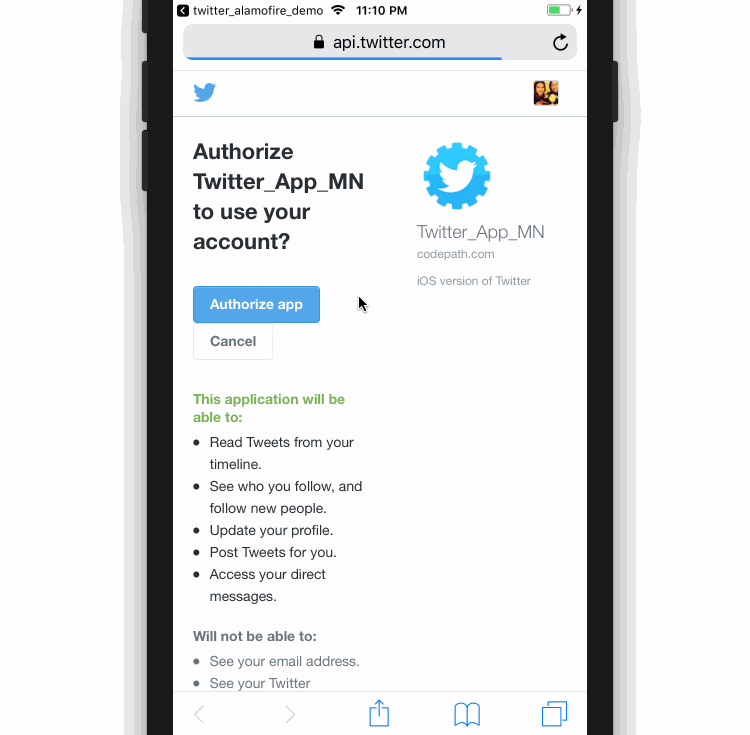 twitter_alamofire_demo 11:10 PM
api.twitter.com
Authorize
Twitter_App_MN
to use your
account?
Authorize app
Cancel
Twitter_App_MN
codepath.com
iOS version of Twitter
This application will be
able to:
Read Tweets from your
timeline.
See who you follow, and
follow new people.
Update your profile.
Post Tweets for you.
Access your direct
messages.
Will not be able to:
See your email address.
See your Twitter